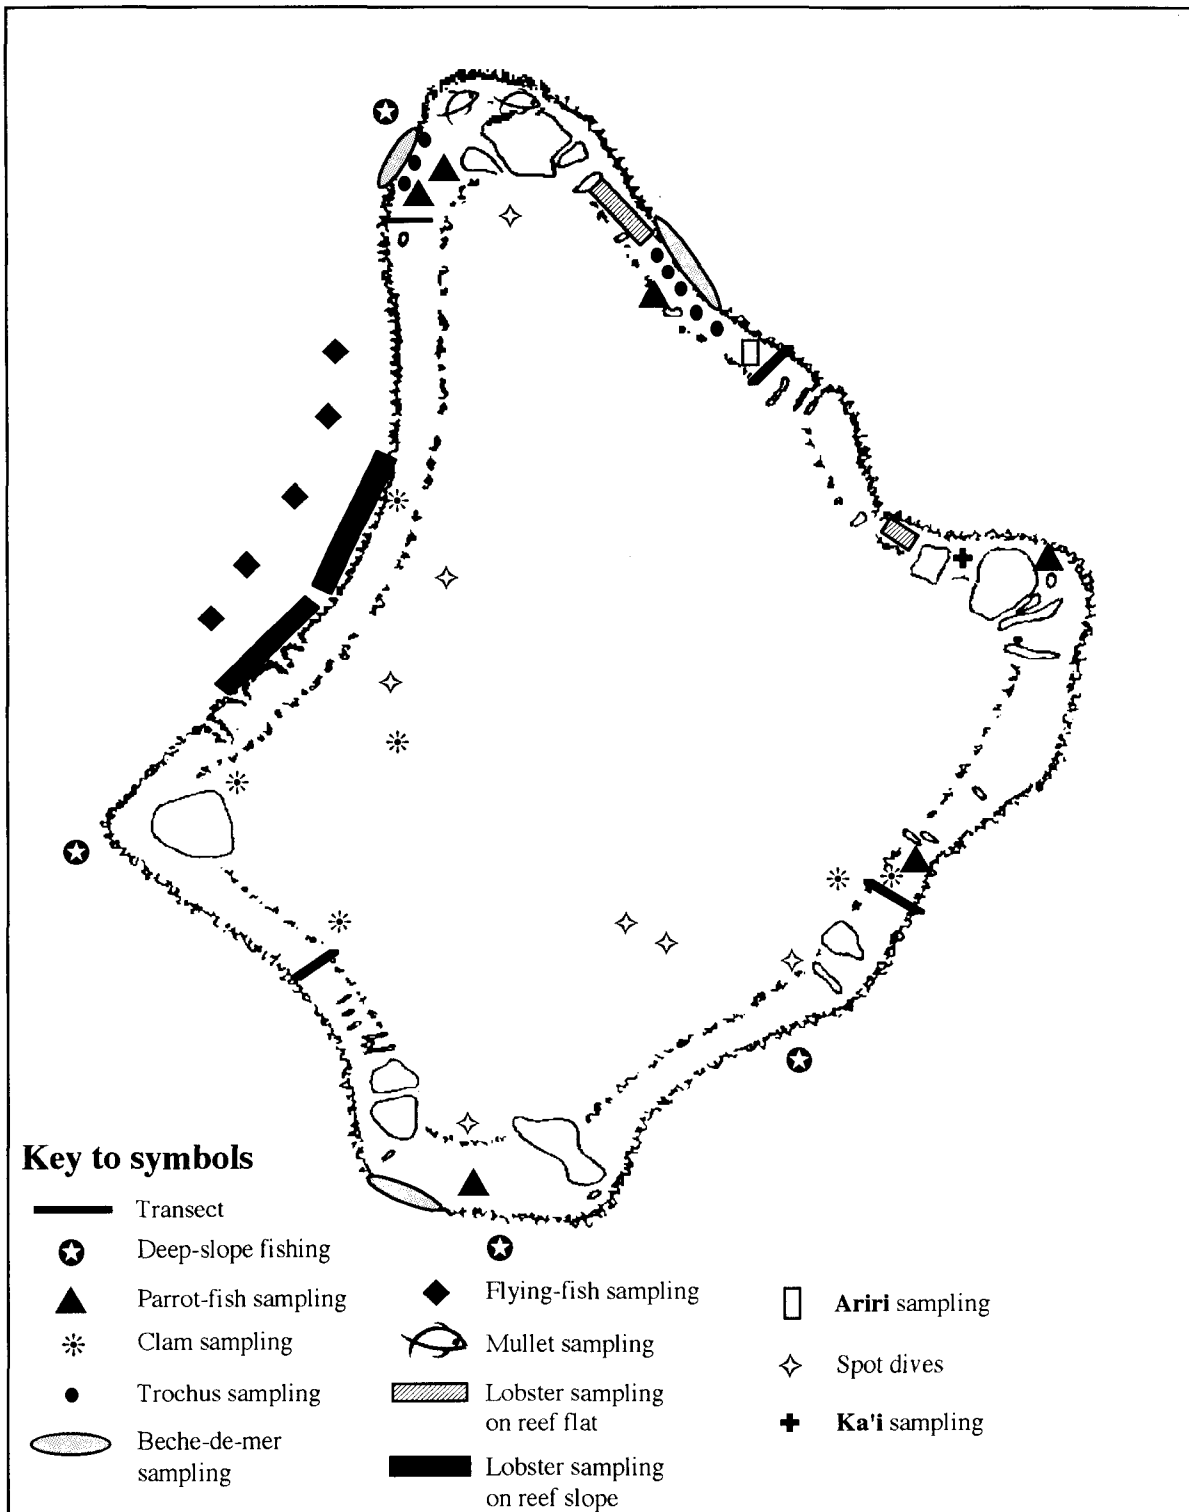 Key to symbols
Transect
Deep-slope fishing
Parrot-fish sampling
Clam sampling
Trochus sampling
Beche-de-mer
sampling
Flying-fish sampling
Mullet sampling
Lobster sampling
on reef flat
Lobster sampling
on reef slope
Ariri sampling
Spot dives
Ka'i sampling